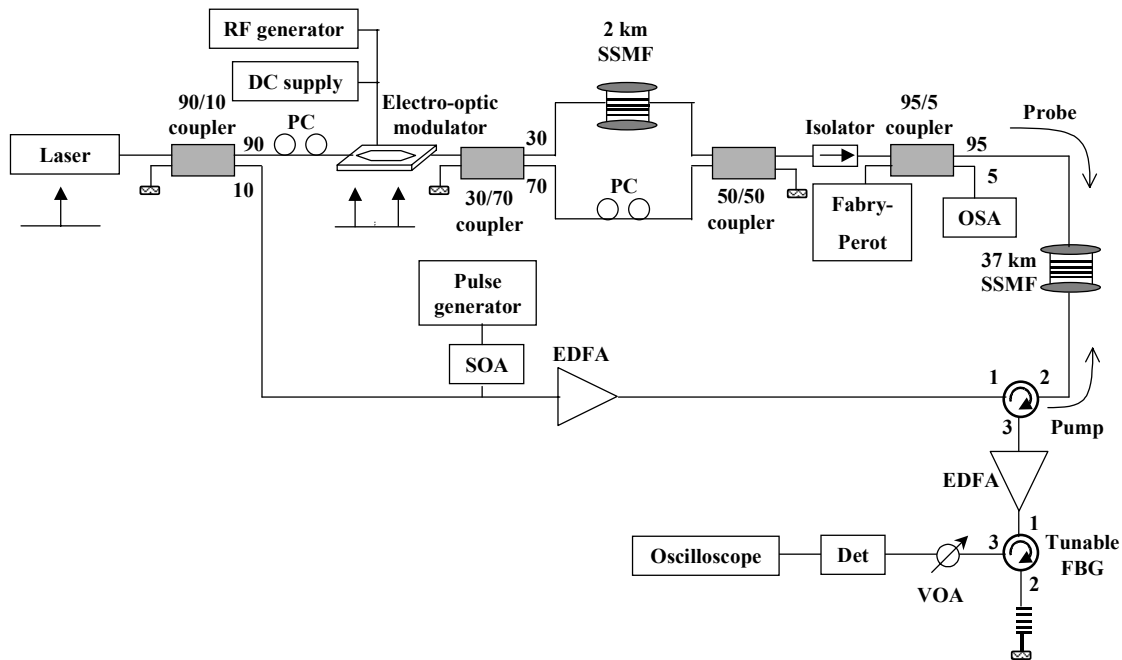 RF generator
DC supply
2 km
SSMF
90/10
coupler
PC
Electro-optic
modulator
Laser
90
10
30
70
30/70
coupler
PC
50/50
coupler
Isolator
95/5
coupler
95
5
Probe
Fabry-
Perot
OSA
37 km
SSMF
Pulse
generator
SOA
EDFA
1
2
3
Pump
EDFA
1
3
2
Tunable
FBG
Oscilloscope
Det
VOA